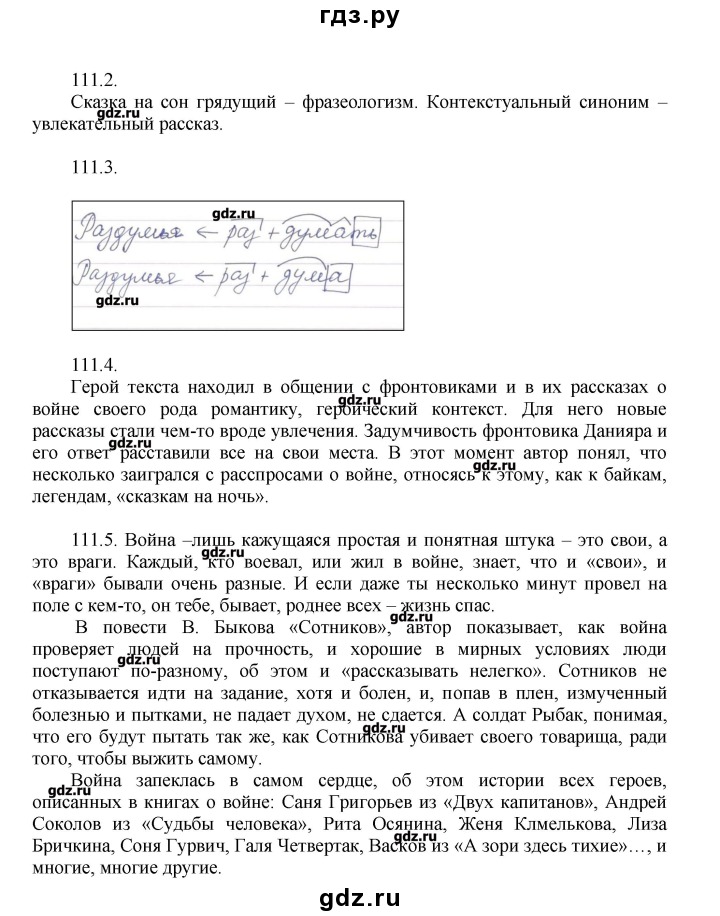 гдз.ру
111.2.
Сказка на сон грядущий – фразеологизм. Контекстуальный синоним –
gdz.ru
увлекательный рассказ.
111.3.
gdz.ru
Раздумья ← раз + думать
Раздумья ← раз + дума
gdz.ru
111.4.
Герой текста находил в общении с фронтовиками и в их рассказах о
gdz.ru
войне своего рода романтику, героический контекст. Для него новые
рассказы стали чем-то вроде увлечения. Задумчивость фронтовика Данияра и
gdz.ru
его ответ расставили все на свои места. В этот момент автор понял, что
gdz.ru
несколько заигрался с расспросами о войне, относясь к этому, как к байкам,
легендам, «сказкам на ночь».
111.5. Война –лишь кажущаяся простая и понятная штука – это свои, а
gdz.ru
это враги. Каждый, кто воевал, или жил в войне, знает, что и «свои», и
«враги» бывали очень разные. И если даже ты несколько минут провел на
поле с кем-то, он тебе, бывает, роднее всех – жизнь спас.
gdz.ru
В повести В. Быкова «Сотников», автор показывает, как война
проверяет людей на прочность, и хорошие в мирных условиях люди
gdz.ru
поступают по-разному, об этом и «рассказывать нелегко». Сотников не
отказывается идти на задание, хотя и болен, и, попав в плен, измученный
болезнью и пытками, не падает духом, не сдается. А солдат Рыбак, понимая,
gdz.ru
что его будут пытать так же, как Сотникова убивает своего товарища, ради
того, чтобы выжить самому.
Война запеклась в самом сердце, об этом истории всех героев,
gdz.ru
описанных в книгах о войне: Саня Григорьев из «Двух капитанов», Андрей
Соколов из «Судьбы человека», Рита Осянина, Женя Клмелькова, Лиза
gdz.ru
Бричкина, Соня Гурвич, Галя Четвертак, Васков из «А зори здесь тихие»…, и
многие, многие другие.
gdz.ru